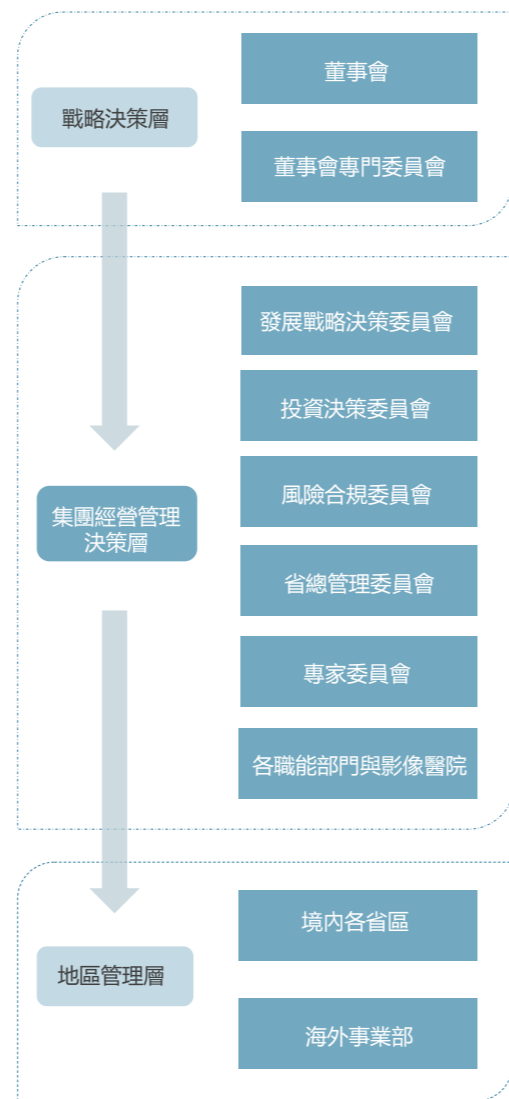 戰略決策層
董事會
董事會專門委員會
集團經營管理
決策層
發展戰略決策委員會
投資決策委員會
風險合規委員會
省總管理委員會
專家委員會
各職能部門與影像醫院
地區管理層
境內各省區
海外事業部